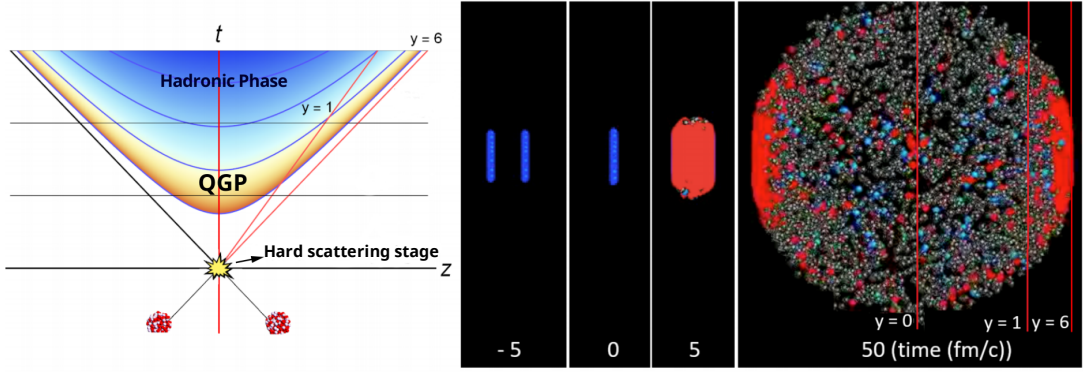 t
y = 6
Hadronic Phase
y = 1
QGP
Hard scattering stage
z
- 5
0
5
y = 0
y = 1
y = 6
50 (time (fm/c))